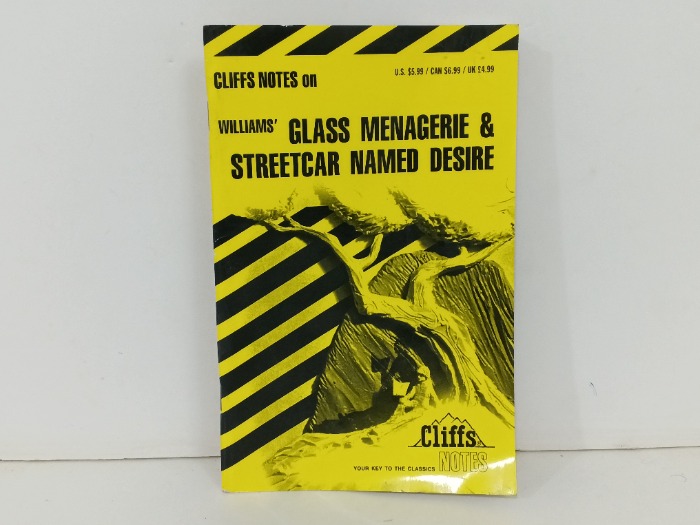 CLIFFS NOTES on
U.S. $5.99 / CAN $6.99 / UK £4.99
WILLIAMS' GLASS MENAGERIE &
STREETCAR NAMED DESIRE
Cliffs
NOTES
YOUR KEY TO THE CLASSICS